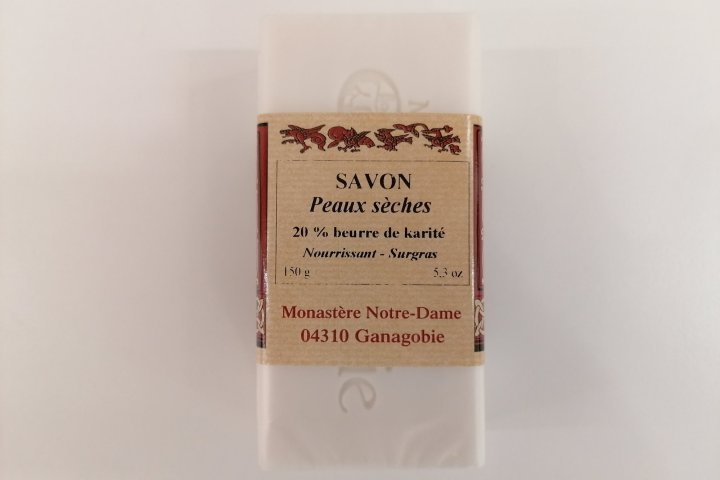 SAVON
Peaux sèches
20 % beurre de karité
Nourrissant - Surgras
150 g 5.3 oz
Monastère Notre-Dame
04310 Ganagobie